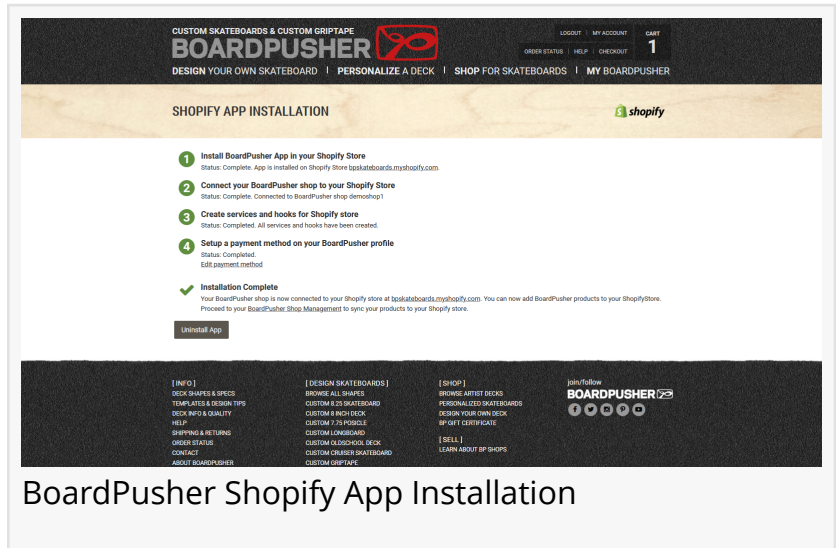 CUSTOM SKATEBOARDS & CUSTOM GRIPTAPE
BOARDPUSHER
LOGOUT | MY ACCOUNT
ORDER STATUS | HELP | CHECKOUT
CART
1
DESIGN YOUR OWN SKATEBOARD | PERSONALIZE A DECK | SHOP FOR SKATEBOARDS | MY BOARDPUSHER
SHOPIFY APP INSTALLATION
shopify
1 Install BoardPusher App in your Shopify Store
Status: Complete. App is installed on Shopify Store bpskateboards.myshopify.com.
2 Connect your BoardPusher shop to your Shopify Store
Status: Complete. Connected to BoardPusher shop demoshop1
3 Create services and hooks for Shopify store
Status: Completed. All services and hooks have been created.
4 Setup a payment method on your BoardPusher profile
Status: Completed.
Edit payment method
Installation Complete
Your BoardPusher shop is now connected to your Shopify store at bpskateboards.myshopify.com. You can now add BoardPusher products to your ShopifyStore.
Proceed to your BoardPusher Shop Management to sync your products to your Shopify store.
Uninstall App
[ INFO ]
DECK SHAPES & SPECS
TEMPLATES & DESIGN TIPS
DECK INFO & QUALITY
HELP
SHIPPING & RETURNS
ORDER STATUS
CONTACT
ABOUT BOARDPUSHER
[ DESIGN SKATEBOARDS ]
BROWSE ALL SHAPES
CUSTOM 8.25 SKATEBOARD
CUSTOM 8 INCH DECK
CUSTOM 7.75 POSICLE
CUSTOM LONGBOARD
CUSTOM OLDSCHOOL DECK
CUSTOM CRUISER SKATEBOARD
CUSTOM GRIPTAPE
[ SHOP ]
BROWSE ARTIST DECKS
PERSONALIZED SKATEBOARDS
DESIGN YOUR OWN DECK
BP GIFT CERTIFICATE
[ SELL ]
LEARN ABOUT BP SHOPS
join/follow
BOARDPUSHER
BoardPusher Shopify App Installation